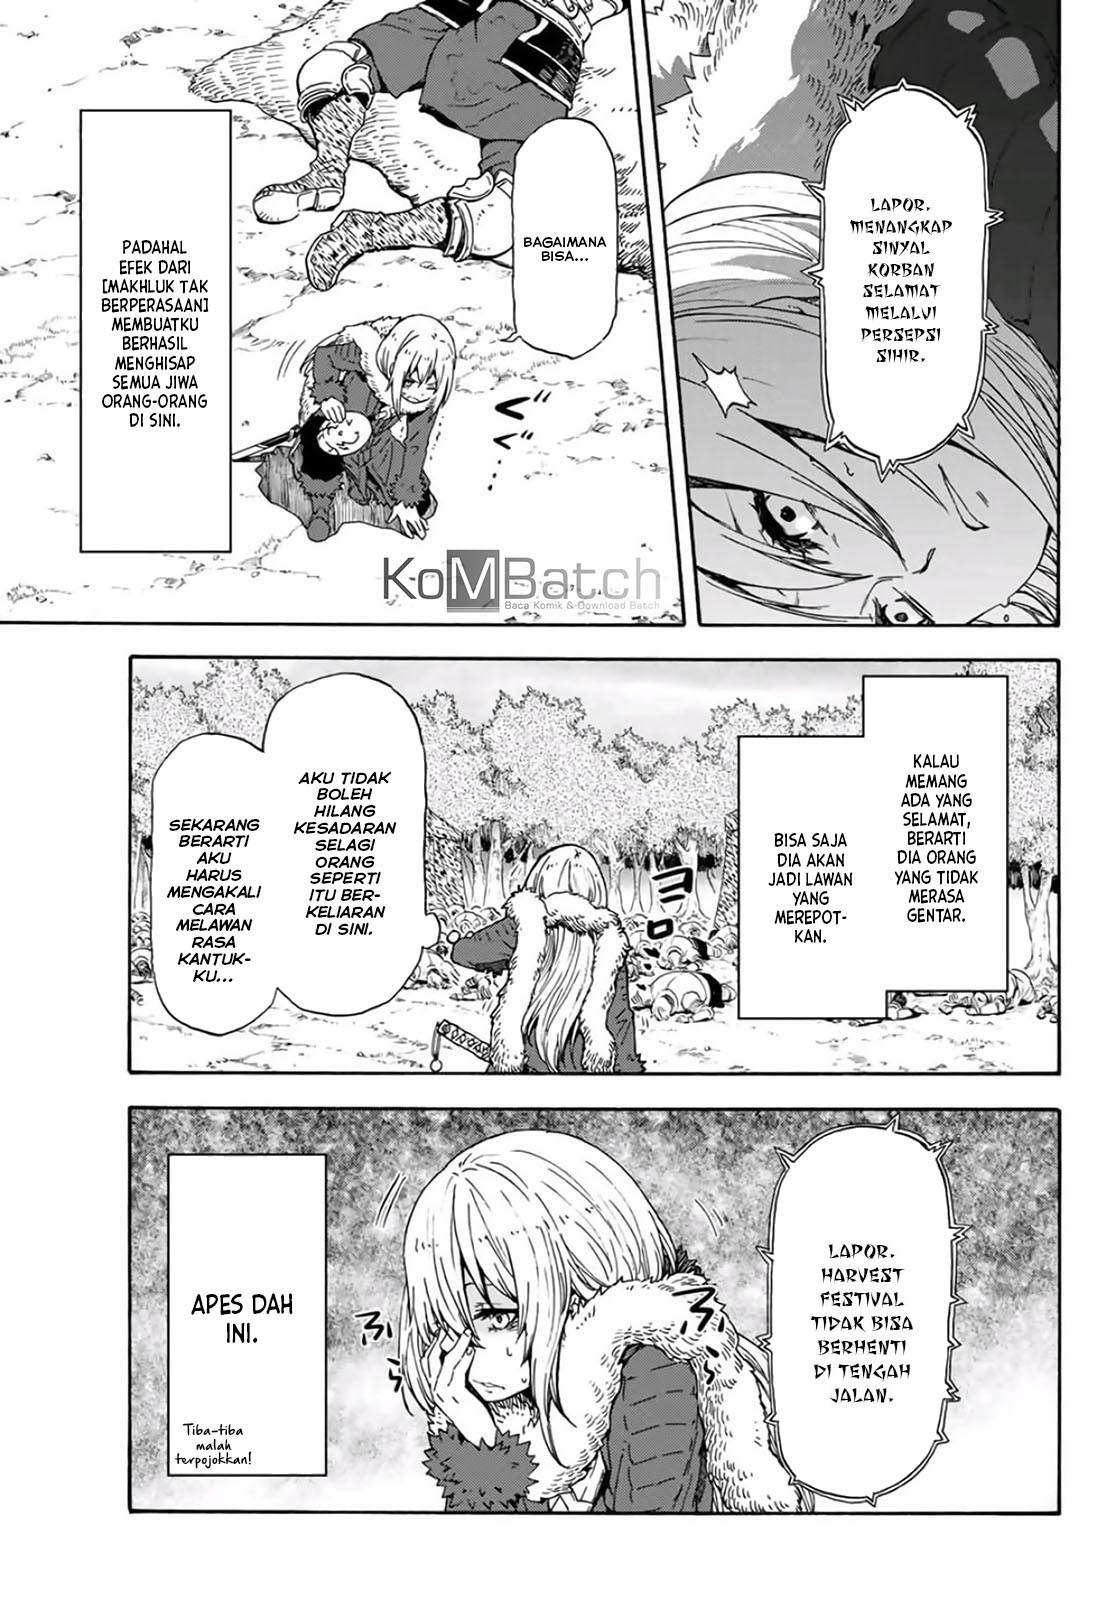 LAPOR.
MENANGKAP
SINYAL
KORBAN
SELAMAT
MELALUI
PERSEPSI
SIHIR.
BAGAIMANA
BISA...
PADAHAL
EFEK DARI
[MAKHLUK TAK
BERPERASAAN]
MEMBUATKU
BERHASIL
MENGHISAP
SEMUA JIWA
ORANG-ORANG
DI SINI.
KoMBatch
Baca Komik & Download Batch
KALAU
MEMANG
ADA YANG
SELAMAT,
BERARTI
DIA ORANG
YANG TIDAK
MERASA
GENTAR.
BISA SAJA
DIA AKAN
JADI LAWAN
YANG
MEREPOT-
KAN.
ヨロ
AKU TIDAK
BOLEH
HILANG
KESADARAN
SELAGI
ORANG
SEPERTI
ITU BER-
KELIARAN
DI SINI.
SEKARANG
BERARTI
AKU
HARUS
MENGAKALI
CARA
MELAWAN
RASA
KANTUK-
KU...
LAPOR.
HARVEST
FESTIVAL
TIDAK BISA
BERHENTI
DI TENGAH
JALAN.
ふ
ふ
APES DAH
INI.
Tiba-tiba
malah
terpojokkan!